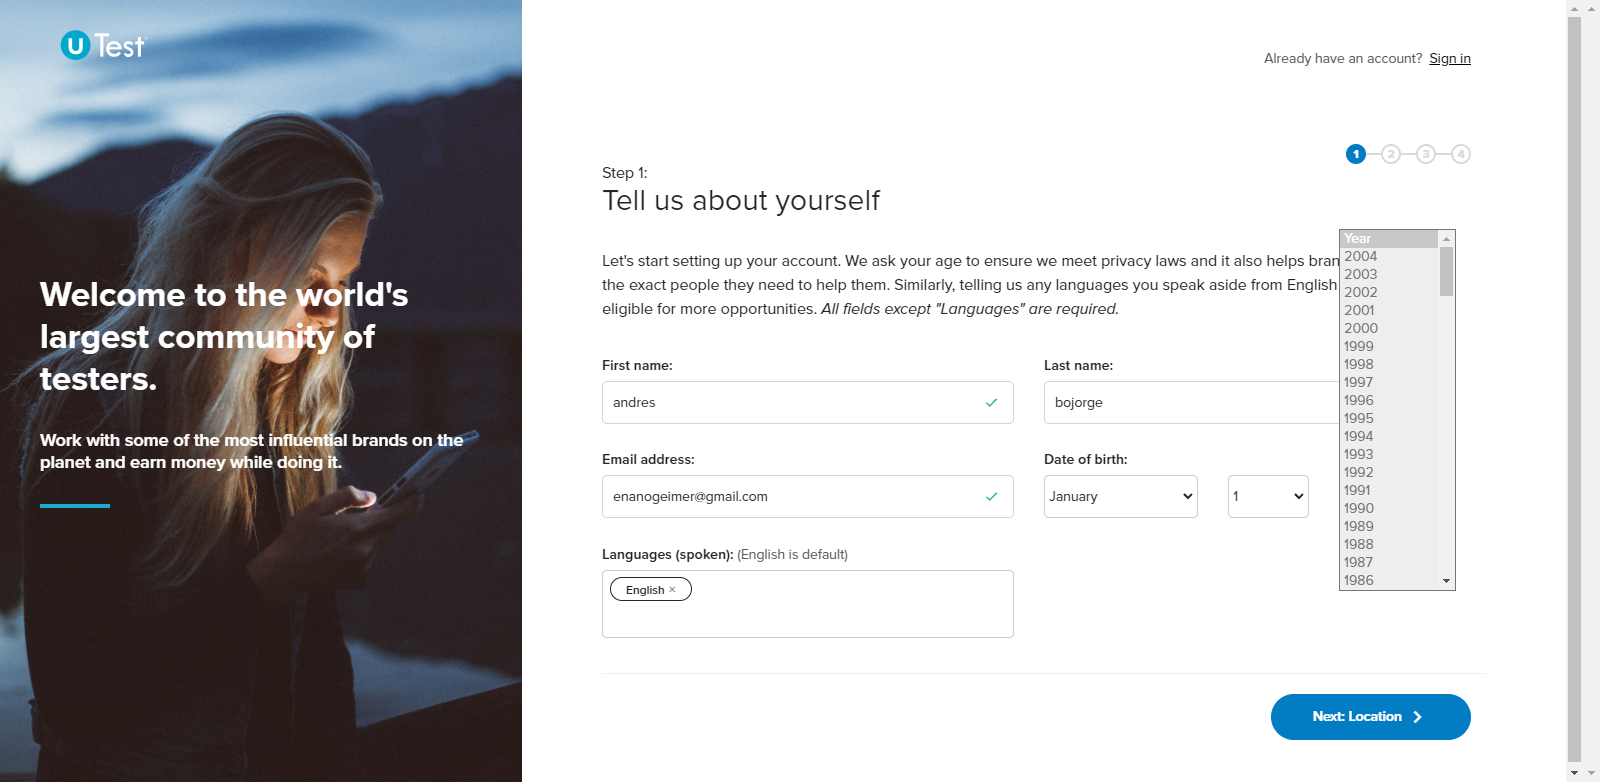 uTest
Already have an account? Sign in
1 2 3 4
Step 1:
Tell us about yourself
Let's start setting up your account. We ask your age to ensure we meet privacy laws and it also helps
the exact people they need to help them. Similarly, telling us any languages you speak aside from English
eligible for more opportunities. All fields except "Languages" are required.
Welcome to the world's
largest community of
testers.
Work with some of the most influential brands on the
planet and earn money while doing it.
First name:
andres
Last name:
bojorge
Email address:
enanogeimer@gmail.com
Date of birth:
January
1
Year
2004
2003
2002
2001
2000
1999
1998
1997
1996
1995
1994
1993
1992
1991
1990
1989
1988
1987
1986
Languages (spoken): (English is default)
English ×
Next: Location